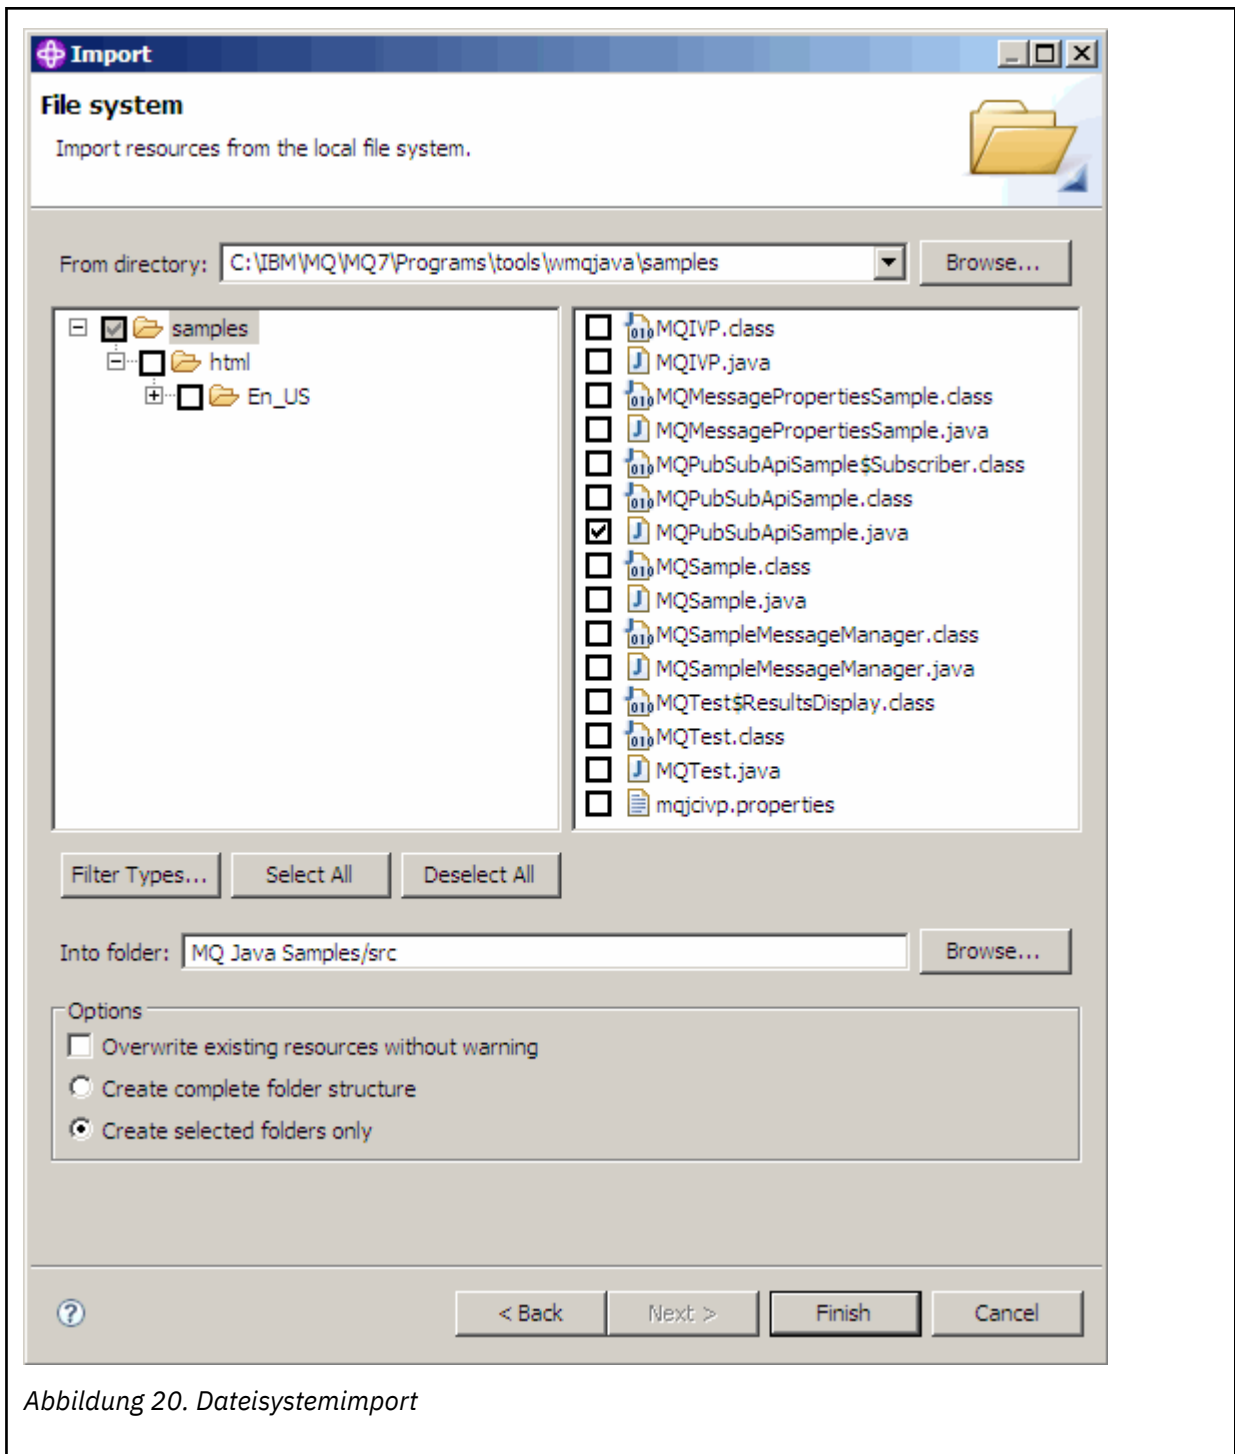 Import
File system
Import resources from the local file system.
From directory: C:\IBM\MQ\MQ7\Programs\tools\wmqjava\samples Browse...
samples
html
En_US
MQIVP.class
MQIVP.java
MQMessagePropertiesSample.class
MQMessagePropertiesSample.java
MQPubSubApiSample$Subscriber.class
MQPubSubApiSample.class
MQPubSubApiSample.java
MQSample.class
MQSample.java
MQSampleMessageManager.class
MQSampleMessageManager.java
MQTest$ResultsDisplay.class
MQTest.class
MQTest.java
mqjcivp.properties
Filter Types... Select All Deselect All
Into folder: MQ Java Samples/src Browse...
Options
Overwrite existing resources without warning
Create complete folder structure
Create selected folders only
< Back Next > Finish Cancel
Abbildung 20. Dateisystemimport